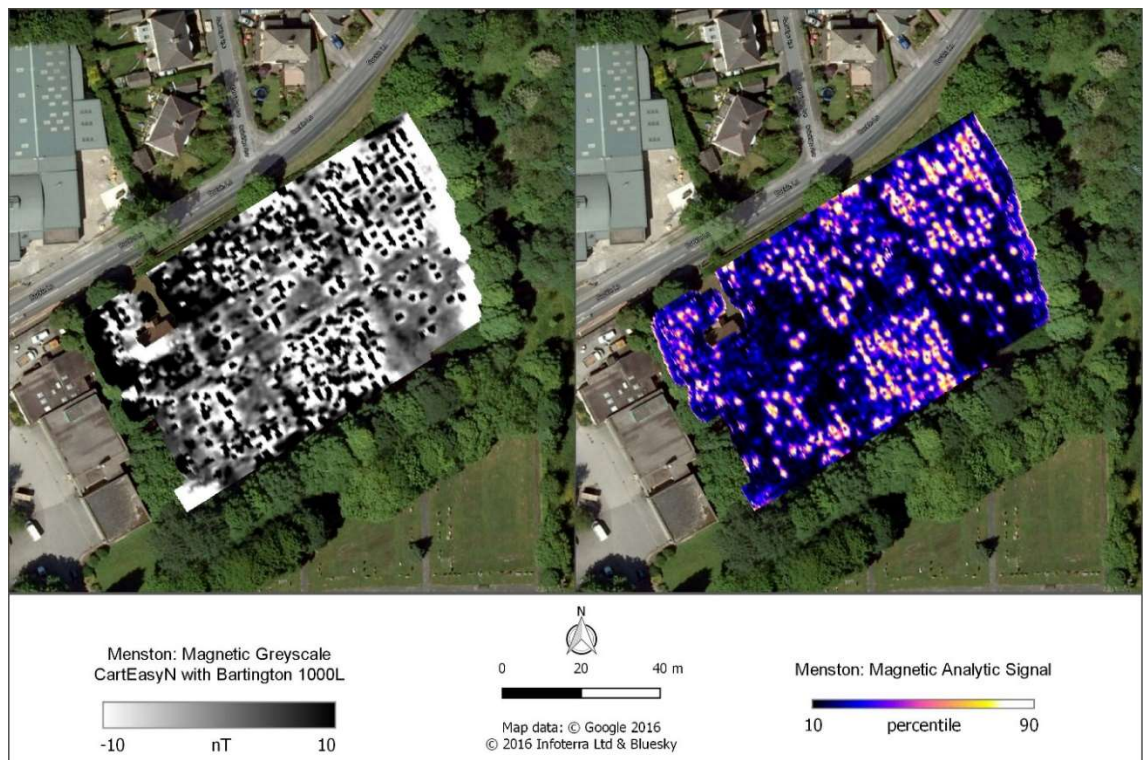 Menston: Magnetic Greyscale
CartEasyN with Bartington 1000L
-10 nT 10
N
0 20 40 m
Map data: © Google 2016
© 2016 Infoterra Ltd & Bluesky
Menston: Magnetic Analytic Signal
10 percentile 90